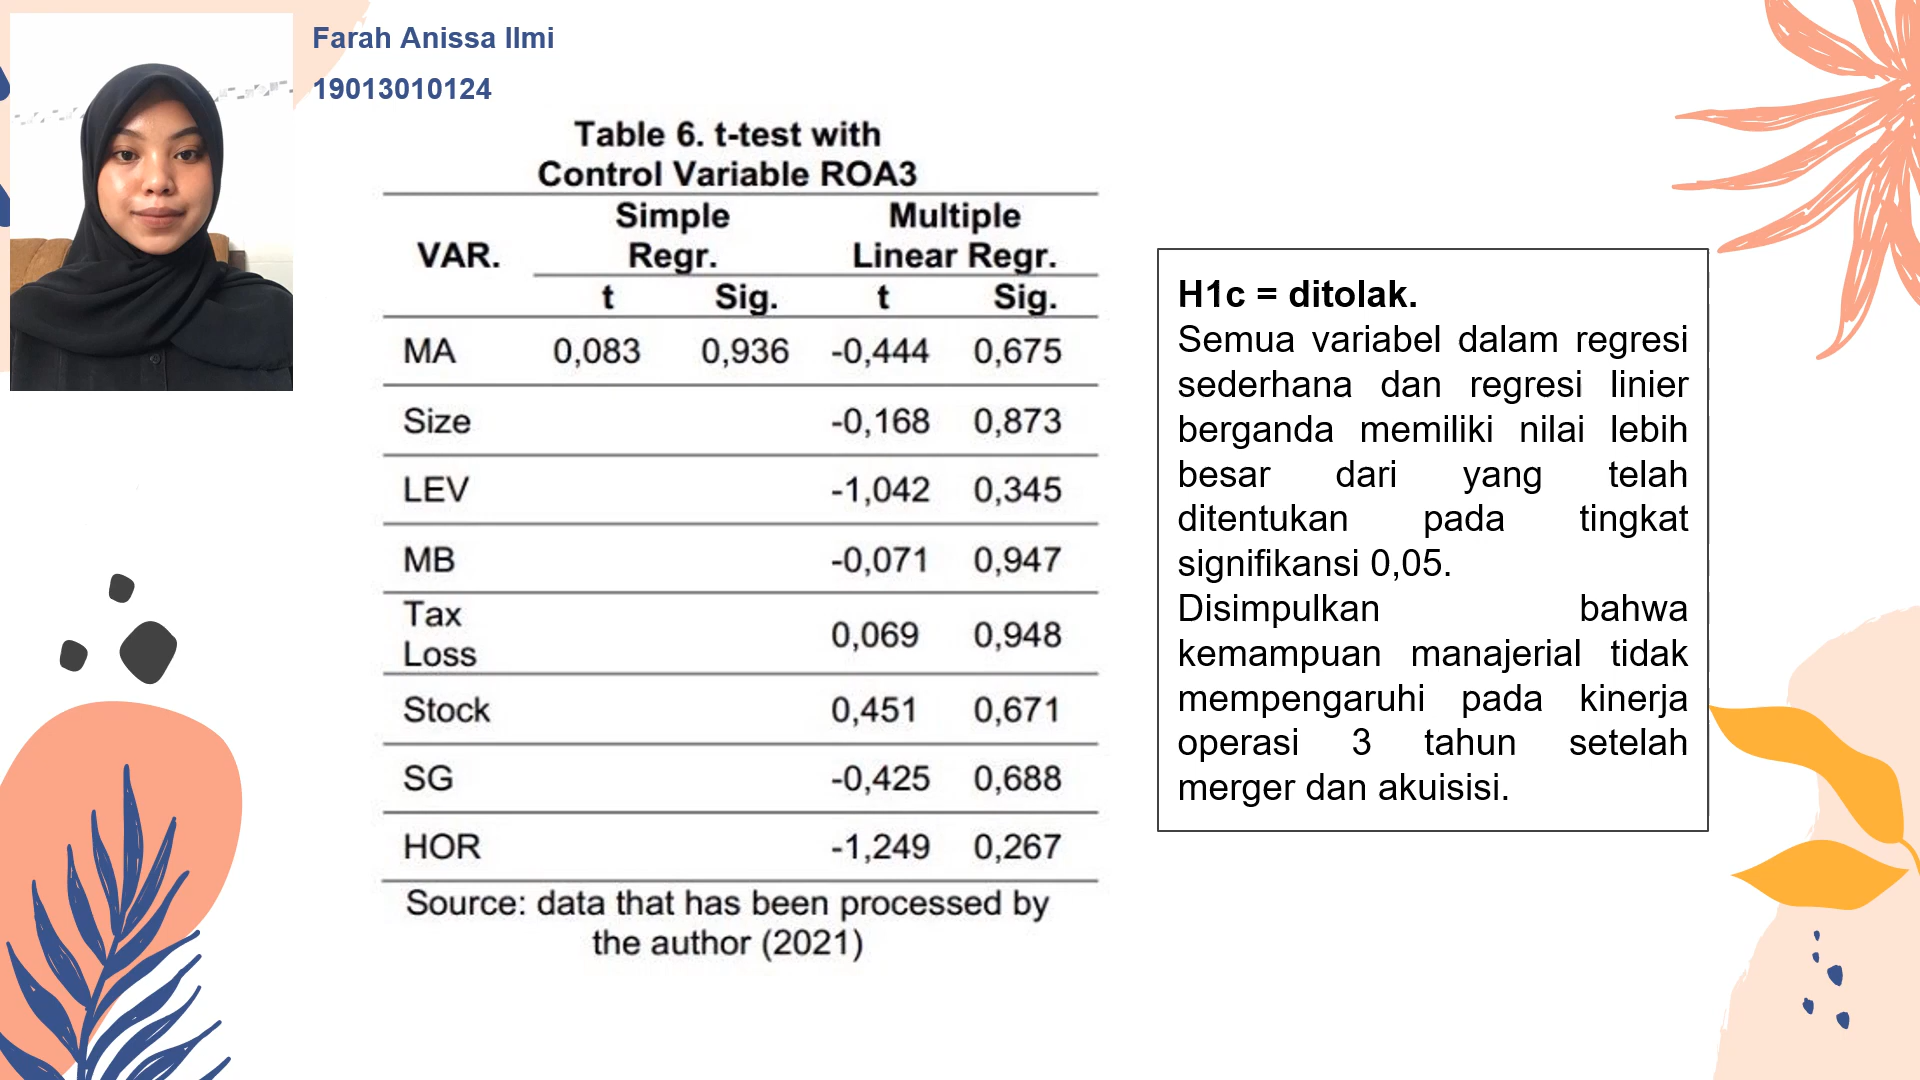 Farah Anissa Ilmi
19013010124
Table 6. t-test with
Control Variable ROA3
VAR. Simple Regr. Multiple Linear Regr.
t Sig. t Sig.
MA 0,083 0,936 -0,444 0,675
Size -0,168 0,873
LEV -1,042 0,345
MB -0,071 0,947
Tax Loss 0,069 0,948
Stock 0,451 0,671
SG -0,425 0,688
HOR -1,249 0,267
Source: data that has been processed by
the author (2021)
H1c = ditolak.
Semua variabel dalam regresi
sederhana dan regresi linier
berganda memiliki nilai lebih
besar dari yang telah
ditentukan pada tingkat
signifikansi 0,05.
Disimpulkan bahwa
kemampuan manajerial tidak
mempengaruhi pada kinerja
operasi 3 tahun setelah
merger dan akuisisi.